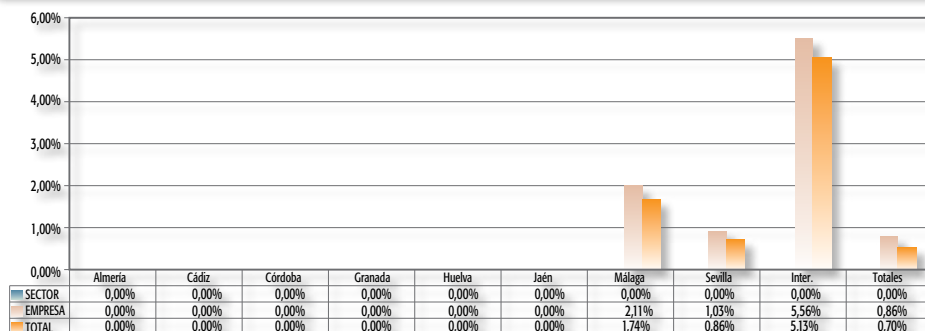 6,00%
5,00%
4,00%
3,00%
2,00%
1,00%
0,00%
Almería Cádiz Córdoba Granada Huelva Jaén Málaga Sevilla Inter. Totales
SECTOR 0,00% 0,00% 0,00% 0,00% 0,00% 0,00% 0,00% 0,00% 0,00% 0,00%
EMPRESA 0,00% 0,00% 0,00% 0,00% 0,00% 0,00% 2,11% 1,03% 5,56% 0,86%
TOTAL 0,00% 0,00% 0,00% 0,00% 0,00% 0,00% 1,74% 0,86% 5,13% 0,70%